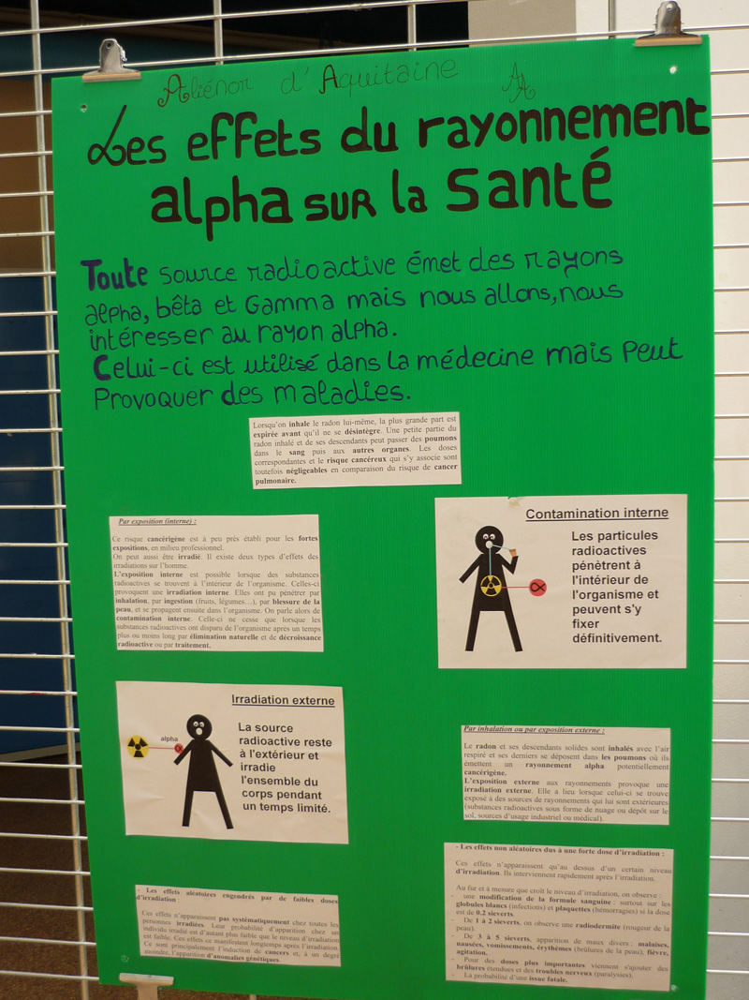 Aliénor d'Aquitaine AA
Les effets du rayonnement
alpha sur la santé
Toute source radioactive émet des rayons
alpha, bêta et Gamma mais nous allons, nous
intéresser au rayon alpha.
Celui-ci est utilisé dans la médecine mais Peut
Provoquer des maladies.
Lorsqu'on inhale le radon lui-même, la plus grande part est
expirée avant qu'il ne se désintègre. Une petite partie du
radon inhalé et de ses descendants peut passer des poumons
dans le sang puis aux autres organes. Les doses
correspondantes et le risque cancéreux qui s'y associe sont
toutefois négligeables en comparaison du risque de cancer
pulmonaire.
Par exposition (interne) :
Ce risque cancérigène est à peu près établi pour les fortes
expositions, en milieu professionnel.
On peut aussi être irradié. Il existe deux types d'effets des
irradiations sur l'homme.
L'exposition interne est possible lorsque des substances
radioactives se trouvent à l'intérieur de l'organisme. Celles-ci
provoquent une irradiation interne. Elles ont pu pénétrer par
inhalation, par ingestion (fruits, légumes…), par blessure de la
peau, et se propagent ensuite dans l'organisme. On parle alors de
contamination interne. Celle-ci ne cesse que lorsque les
substances radioactives ont disparu de l'organisme après un temps
plus ou moins long par élimination naturelle et de décroissance
radioactive ou par traitement.
Contamination interne
Les particules
radioactives
pénètrent à
l'intérieur de
l'organisme et
peuvent s'y
fixer
définitivement.
Irradiation externe
alpha
La source
radioactive reste
à l'extérieur et
irradie
l'ensemble du
corps pendant
un temps limité.
Par inhalation ou par exposition externe :
Le radon et ses descendants solides sont inhalés avec l'air
respiré et ses derniers se déposent dans les poumons où ils
émettent un rayonnement alpha potentiellement
cancérigène.
L'exposition externe aux rayonnements provoque une
irradiation externe. Elle a lieu lorsque celui-ci se trouve
exposé à des sources de rayonnements qui lui sont extérieures
(substances radioactives sous forme de nuage ou dépôt sur le
sol, sources d'usage industriel ou médical).
- Les effets aléatoires engendrés par de faibles doses
d'irradiation :
Ces effets n'apparaissent pas systématiquement chez toutes les
personnes irradiées. Leur probabilité d'apparition chez un
individu irradié est d'autant plus faible que le niveau d'irradiation
est faible. Ces effets se manifestent longtemps après l'irradiation.
Ce sont principalement l'induction de cancers et, à un degré
moindre, l'apparition d'anomalies génétiques.
- Les effets non aléatoires dus à une forte dose d'irradiation :
Ces effets n'apparaissent qu'au dessus d'un certain niveau
d'irradiation. Ils interviennent rapidement après l'irradiation.
Au fur et à mesure que croît le niveau d'irradiation, on observe :
- une modification de la formule sanguine : surtout sur les
globules blancs (infections) et plaquettes (hémorragies) si la dose
est de 0.2 sieverts.
- De 1 à 2 sieverts, on observe une radiodermite (rougeur de la
peau).
- De 3 à 5 sieverts, apparition de maux divers : malaises,
nausées, vomissements, érythèmes (brûlures de la peau), fièvre,
agitation.
- Pour des doses plus importantes viennent s'ajouter des
brûlures étendues et des troubles nerveux (paralysies).
- La probabilité d'une issue fatale.